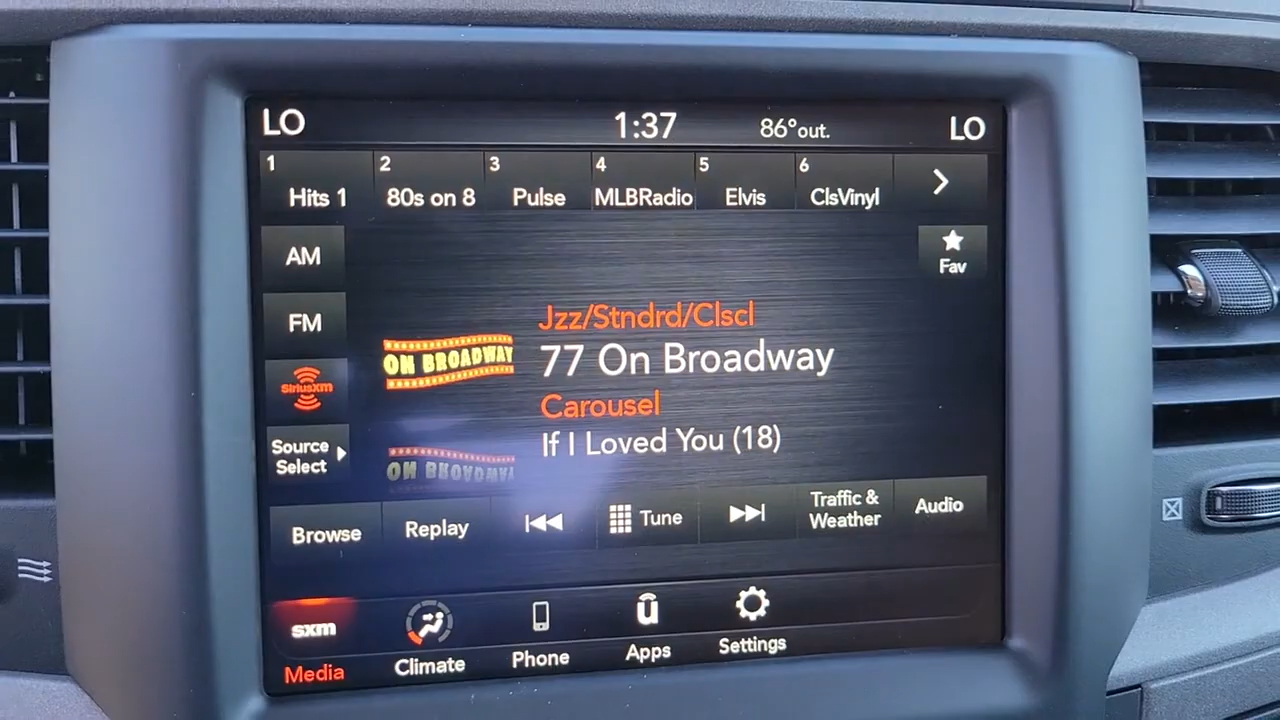 LO 1:37 86°out. LO
1 2 3 4 5 6
Hits 1 80s on 8 Pulse MLBRadio Elvis ClsVinyl
AM
Fav
FM
Jzz/Stndrd/Clscl
ON BROADWAY
77 On Broadway
SiriusXM
Carousel
If I Loved You (18)
Source
Select
ON BROADWAY
Browse
Replay
Tune
Traffic &
Weather
Audio
sxm
Media
Climate
Phone
ū
Apps
Settings